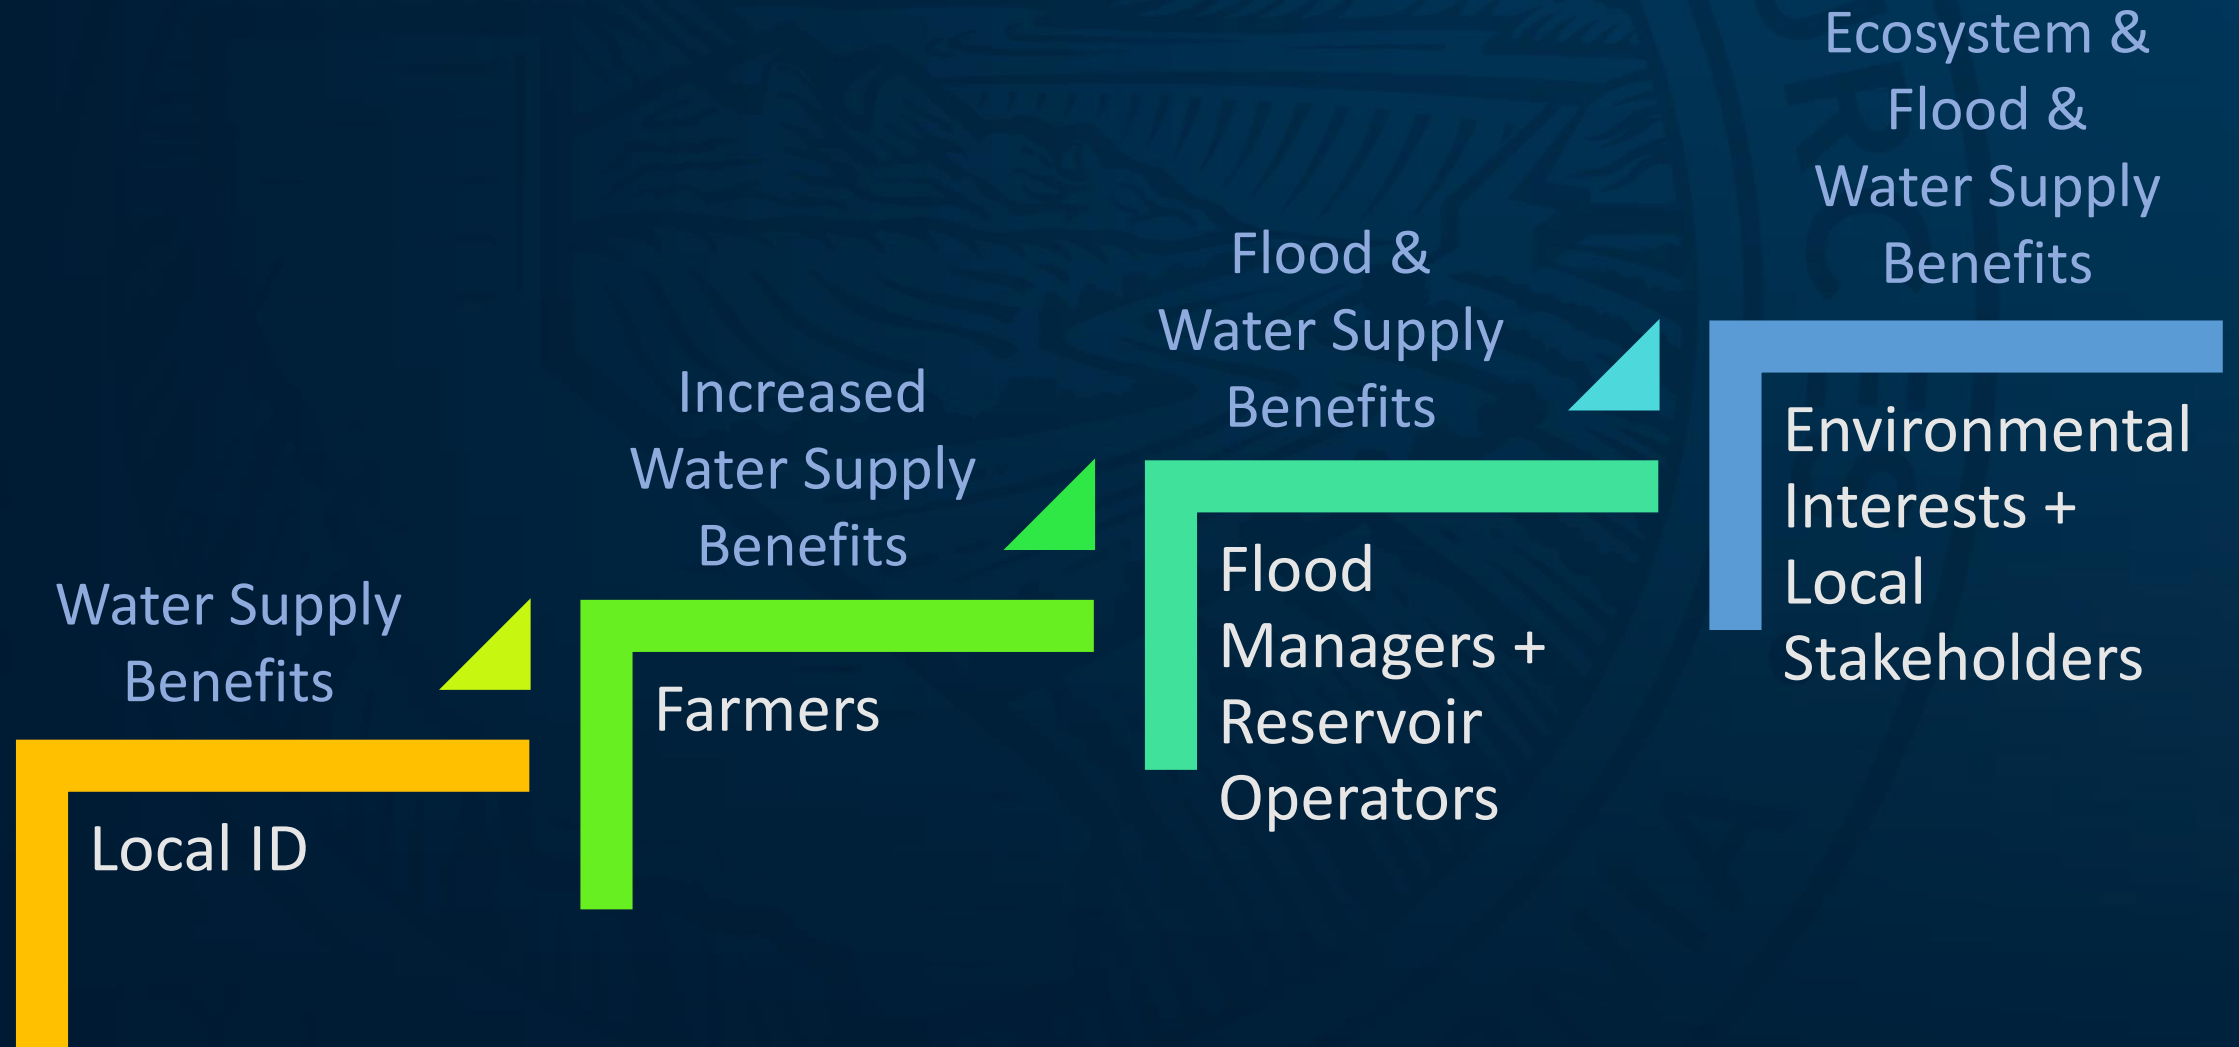 Water Supply
Benefits
Local ID
Increased
Water Supply
Benefits
Farmers
Flood &
Water Supply
Benefits
Flood
Managers +
Reservoir
Operators
Ecosystem &
Flood &
Water Supply
Benefits
Environmental
Interests +
Local
Stakeholders